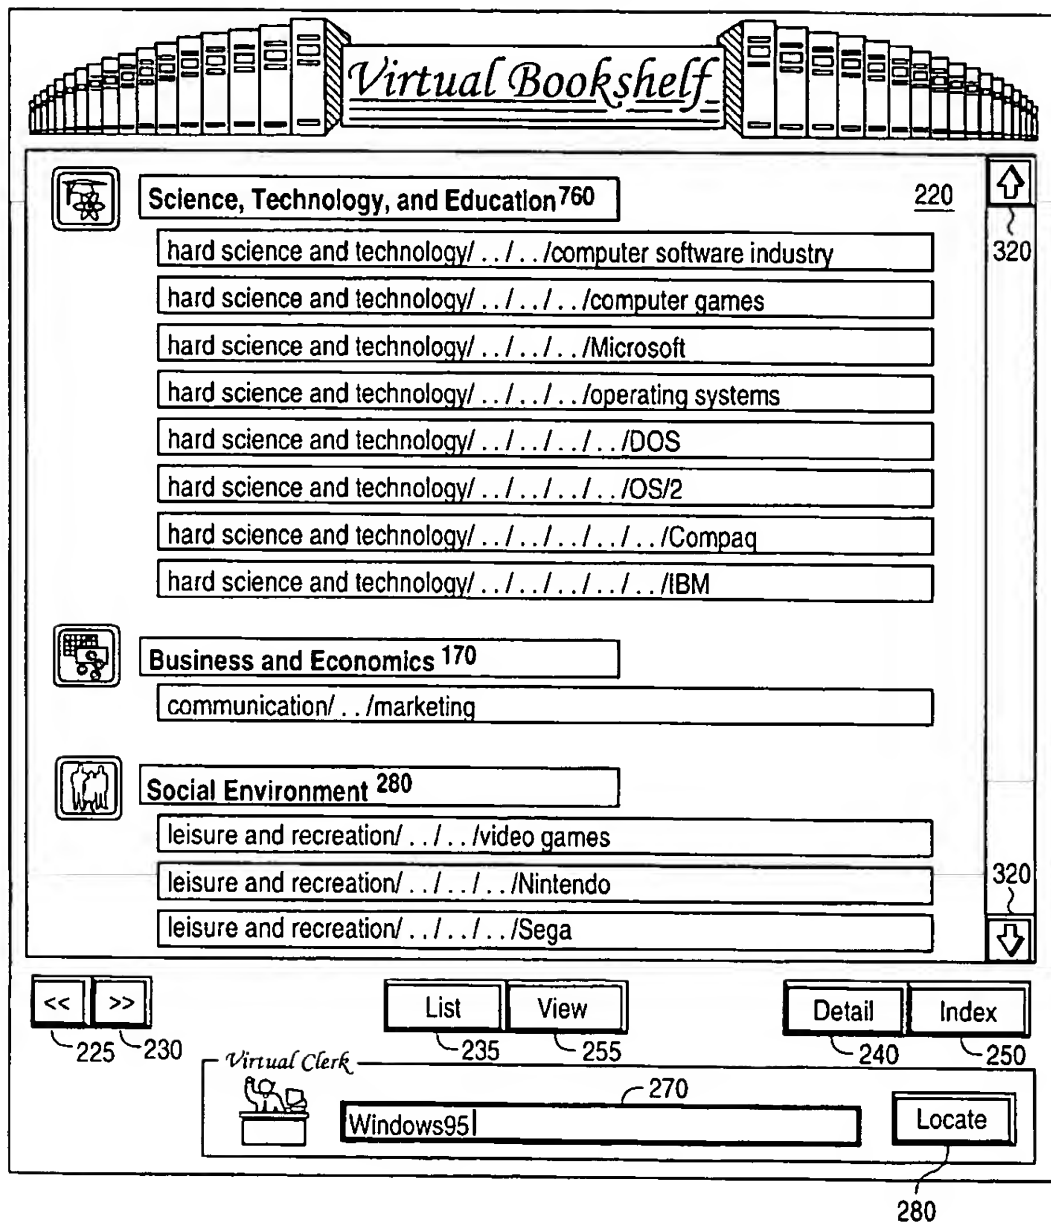 Virtual Bookshelf
Science, Technology, and Education 760
220
320
hard science and technology/ . . / . . /computer software industry
hard science and technology/ . . / . . / . . /computer games
hard science and technology/ . . / . . / . . /Microsoft
hard science and technology/ . . / . . / . . /operating systems
hard science and technology/ . . / . . / . . / . . /DOS
hard science and technology/ . . / . . / . . / . . /OS/2
hard science and technology/ . . / . . / . . / . . / . . /Compaq
hard science and technology/ . . / . . / . . / . . / . . /IBM
Business and Economics 170
communication/ . . /marketing
Social Environment 280
leisure and recreation/ . . / . . /video games
leisure and recreation/ . . / . . / . . /Nintendo
320
leisure and recreation/ . . / . . / . . /Sega
<< >> List View Detail Index
225 230 235 255 240 250
Virtual Clerk
270
Windows95
Locate
280